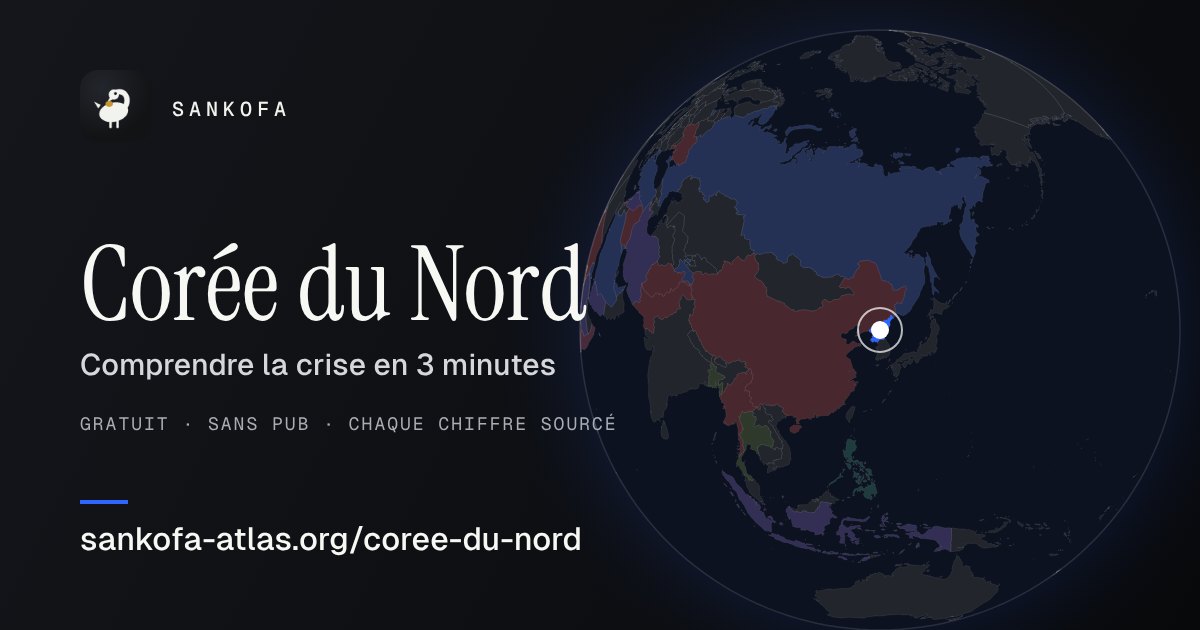 SANKOFA
Corée du Nord
Comprendre la crise en 3 minutes
GRATUIT · SANS PUB · CHAQUE CHIFFRE SOURCÉ
sankofa-atlas.org/coree-du-nord